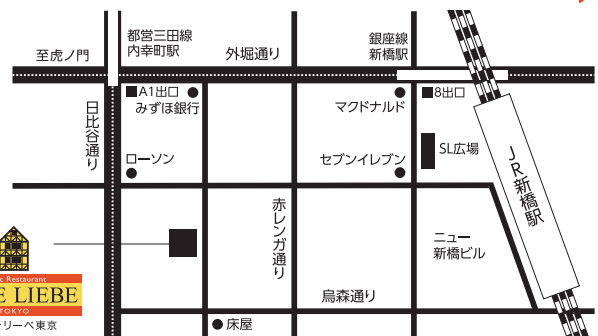 至虎ノ門
都営三田線
内幸町駅
外堀通り
銀座線
新橋駅
A1出口
みずほ銀行
マクドナルド
8出口
日比谷通り
ローソン
セブンイレブン
SL広場
JR新橋駅
赤レンガ通り
ニュー
新橋ビル
c Restaurant
E LIEBE
TOKYO
リーベ東京
烏森通り
床屋